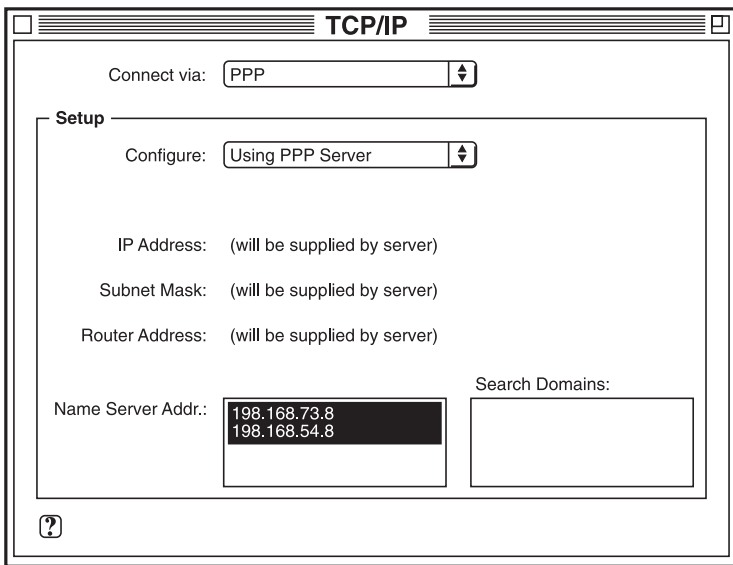 TCP/IP
Connect via: PPP
Setup
Configure: Using PPP Server
IP Address: (will be supplied by server)
Subnet Mask: (will be supplied by server)
Router Address: (will be supplied by server)
Search Domains:
Name Server Addr.: 198.168.73.8
198.168.54.8
?